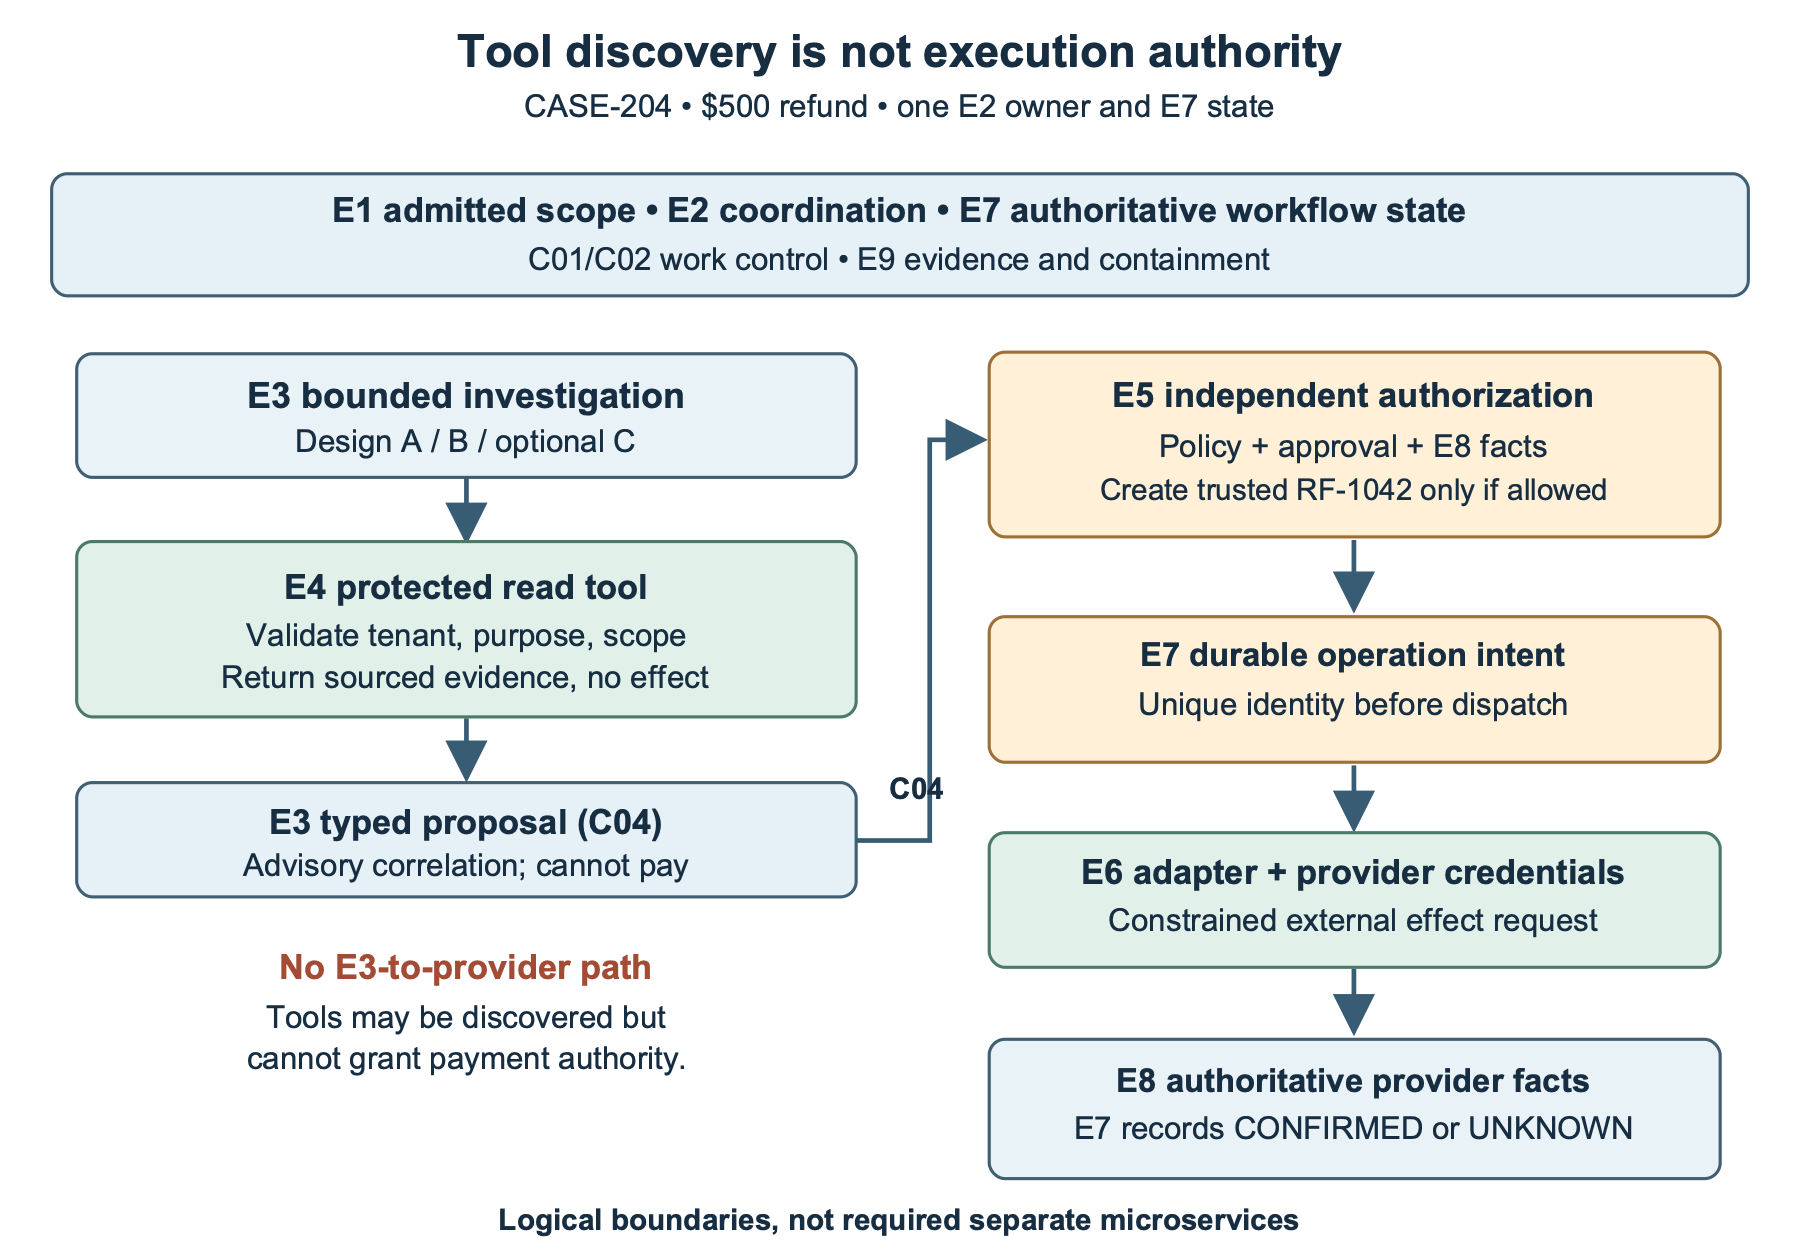 Tool discovery is not execution authority
CASE-204 • $500 refund • one E2 owner and E7 state
E1 admitted scope • E2 coordination • E7 authoritative workflow state
C01/C02 work control • E9 evidence and containment
E3 bounded investigation
Design A / B / optional C
E4 protected read tool
Validate tenant, purpose, scope
Return sourced evidence, no effect
E3 typed proposal (C04)
Advisory correlation; cannot pay
No E3-to-provider path
Tools may be discovered but
cannot grant payment authority.
C04
E5 independent authorization
Policy + approval + E8 facts
Create trusted RF-1042 only if allowed
E7 durable operation intent
Unique identity before dispatch
E6 adapter + provider credentials
Constrained external effect request
E8 authoritative provider facts
E7 records CONFIRMED or UNKNOWN
Logical boundaries, not required separate microservices